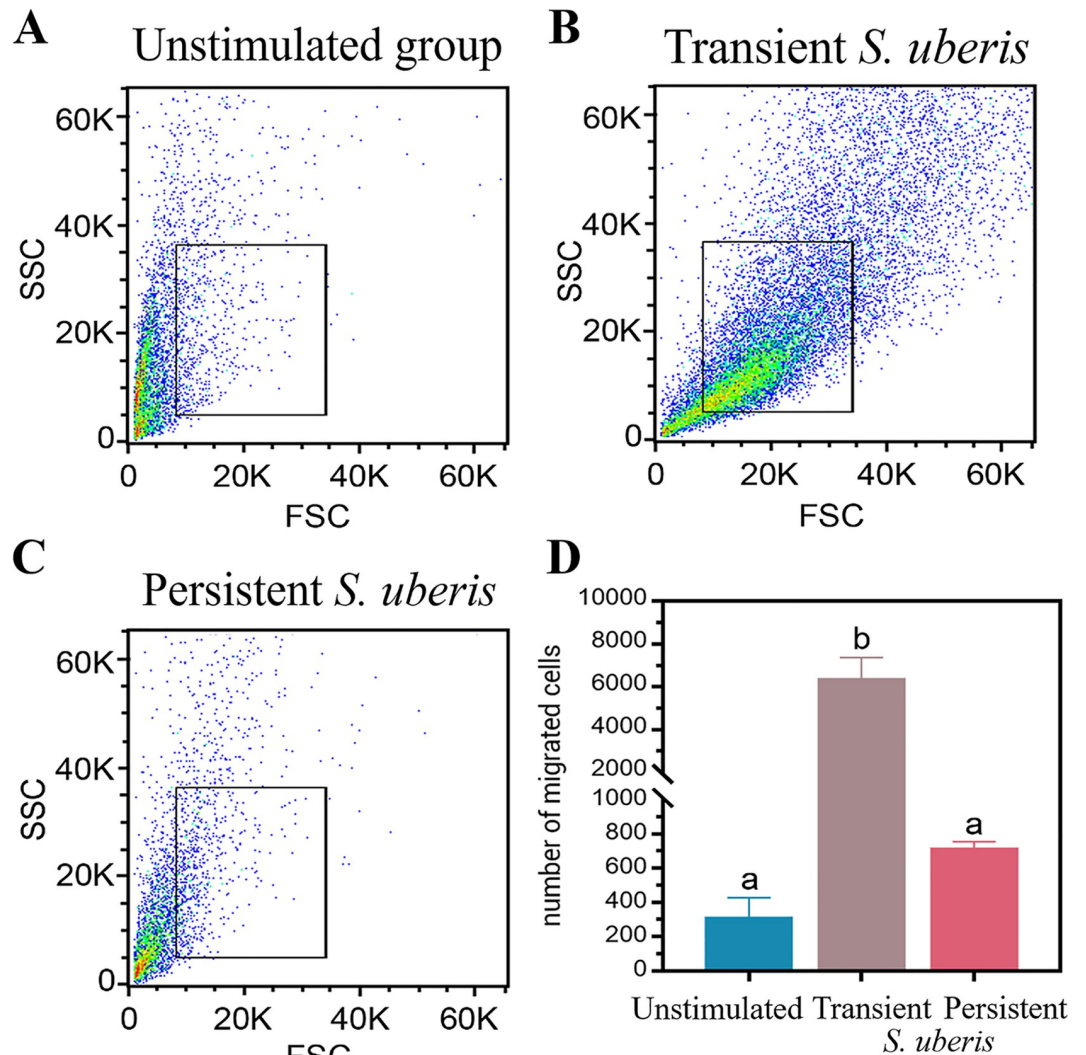 A
Unstimulated group
60K
40K
20K
0
SSC
0 20K 40K 60K
FSC
B
Transient S. uberis
60K
40K
20K
0
SSC
0 20K 40K 60K
FSC
C
Persistent S. uberis
60K
40K
20K
0
SSC
0 20K 40K 60K
FSC
D
number of migrated cells
10000
8000
6000
4000
2000
1000
800
600
400
200
0
a
b
a
Unstimulated Transient Persistent
S. uberis